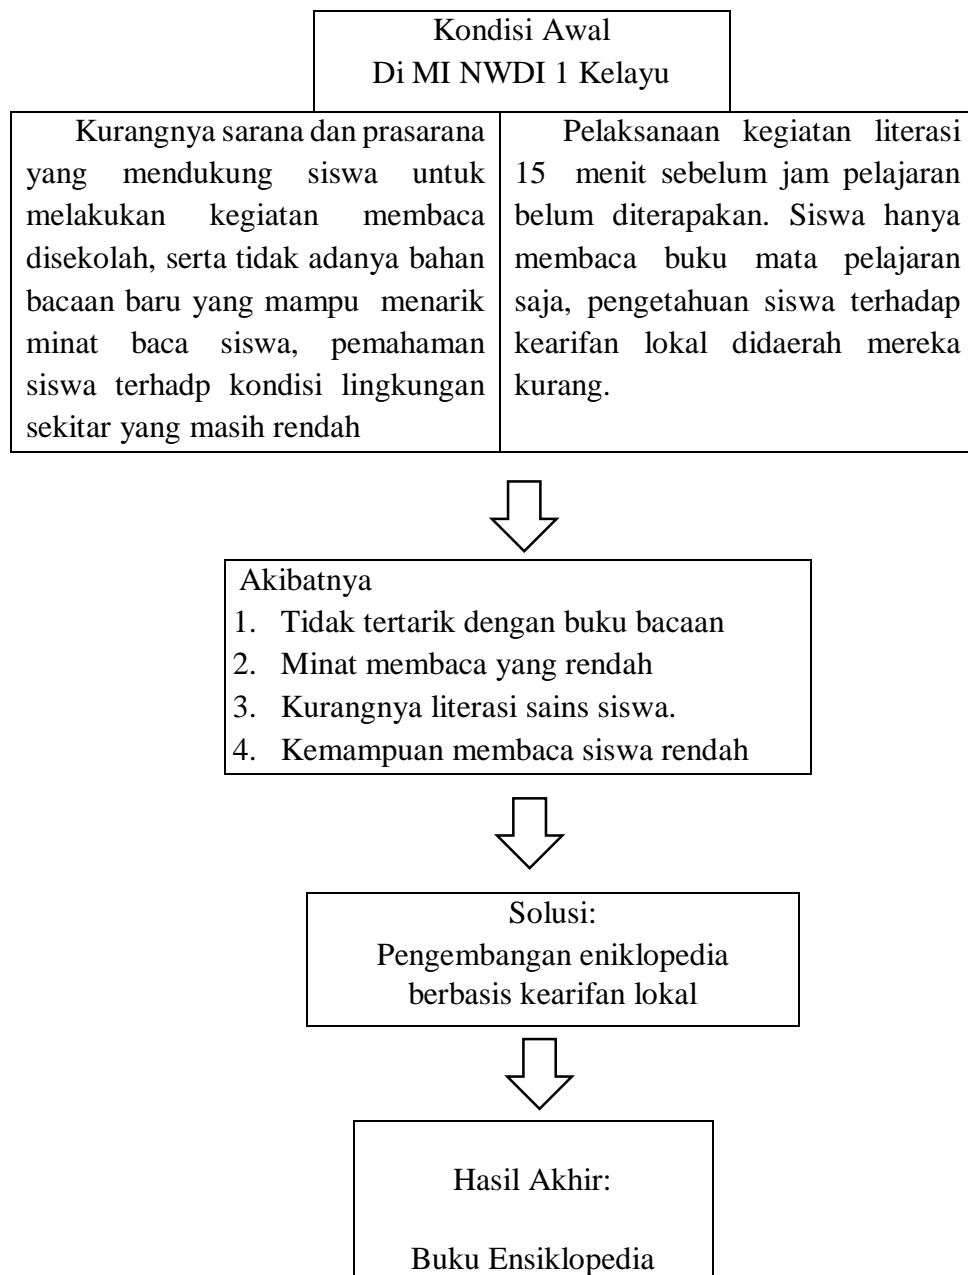 Kondisi Awal
Di MI NWDI 1 Kelayu
Kurangnya sarana dan prasarana
yang mendukung siswa untuk
melakukan kegiatan membaca
disekolah, serta tidak adanya bahan
bacaan baru yang mampu menarik
minat baca siswa, pemahaman
siswa terhadp kondisi lingkungan
sekitar yang masih rendah
Pelaksanaan kegiatan literasi
15 menit sebelum jam pelajaran
belum diterapakan. Siswa hanya
membaca buku mata pelajaran
saja, pengetahuan siswa terhadap
kearifan lokal didaerah mereka
kurang.
Akibatnya
1. Tidak tertarik dengan buku bacaan
2. Minat membaca yang rendah
3. Kurangnya literasi sains siswa.
4. Kemampuan membaca siswa rendah
Solusi:
Pengembangan eniklopedia
berbasis kearifan lokal
Hasil Akhir:
Buku Ensiklopedia